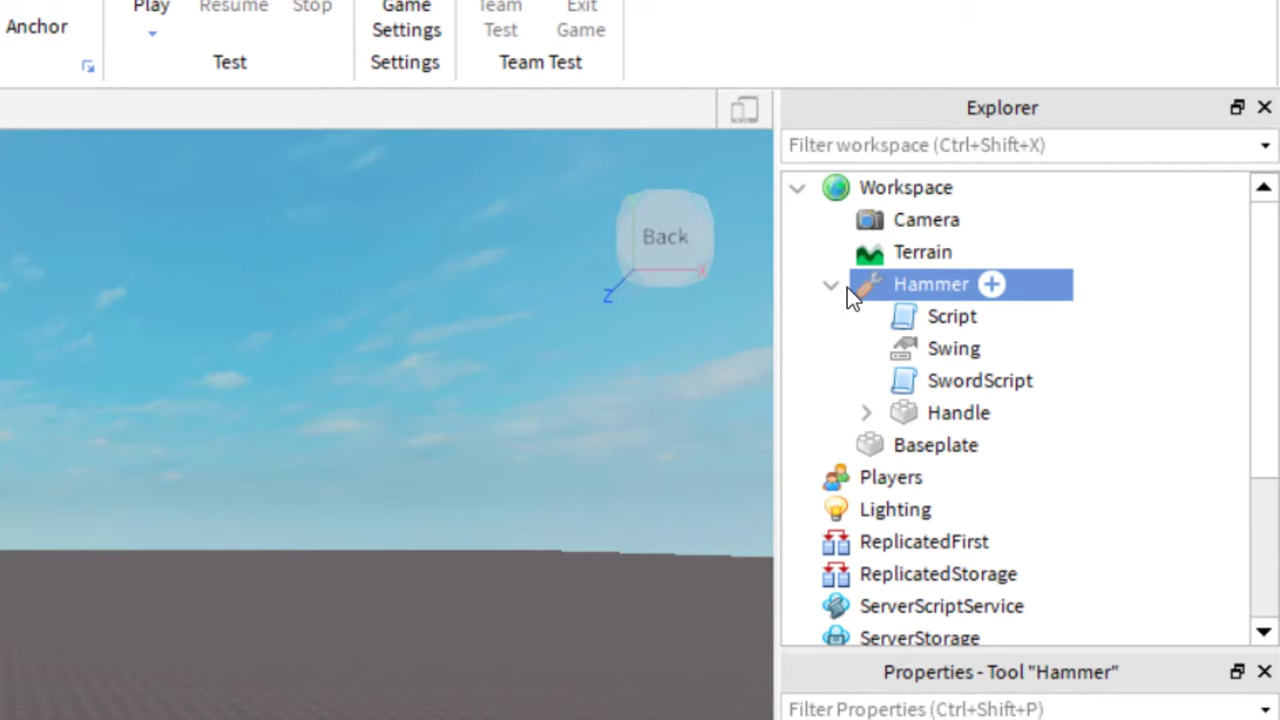 Anchor
Play
Resume
Stop
Test
Game
Settings
Settings
Team
Test
Exit
Game
Team Test
Back
X
Z
Explorer
Filter workspace (Ctrl+Shift+X)
Workspace
Camera
Terrain
Hammer
Script
Swing
SwordScript
Handle
Baseplate
Players
Lighting
ReplicatedFirst
ReplicatedStorage
ServerScriptService
ServerStorage
Properties - Tool "Hammer"
Filter Properties (Ctrl+Shift+P)